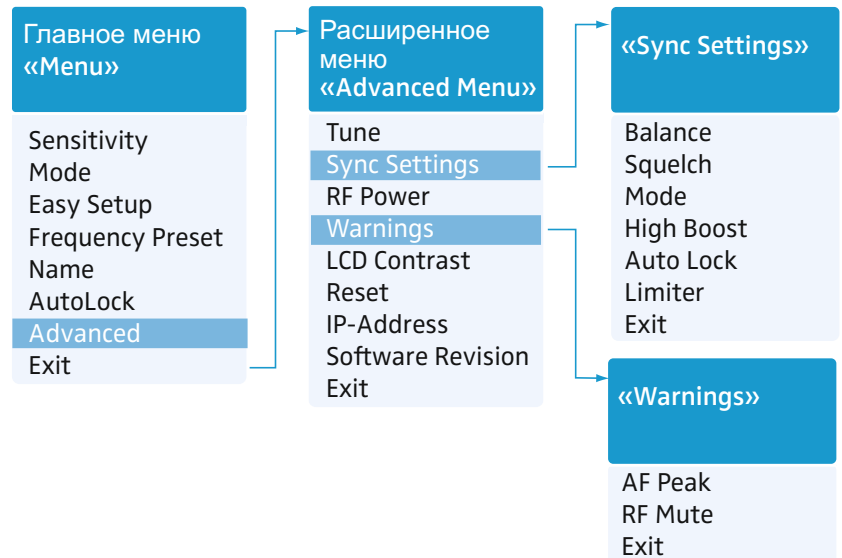 Главное меню
«Menu»
Sensitivity
Mode
Easy Setup
Frequency Preset
Name
AutoLock
Advanced
Exit
Расширенное
меню
«Advanced Menu»
Tune
Sync Settings
RF Power
Warnings
LCD Contrast
Reset
IP-Address
Software Revision
Exit
«Sync Settings»
Balance
Squelch
Mode
High Boost
Auto Lock
Limiter
Exit
«Warnings»
AF Peak
RF Mute
Exit